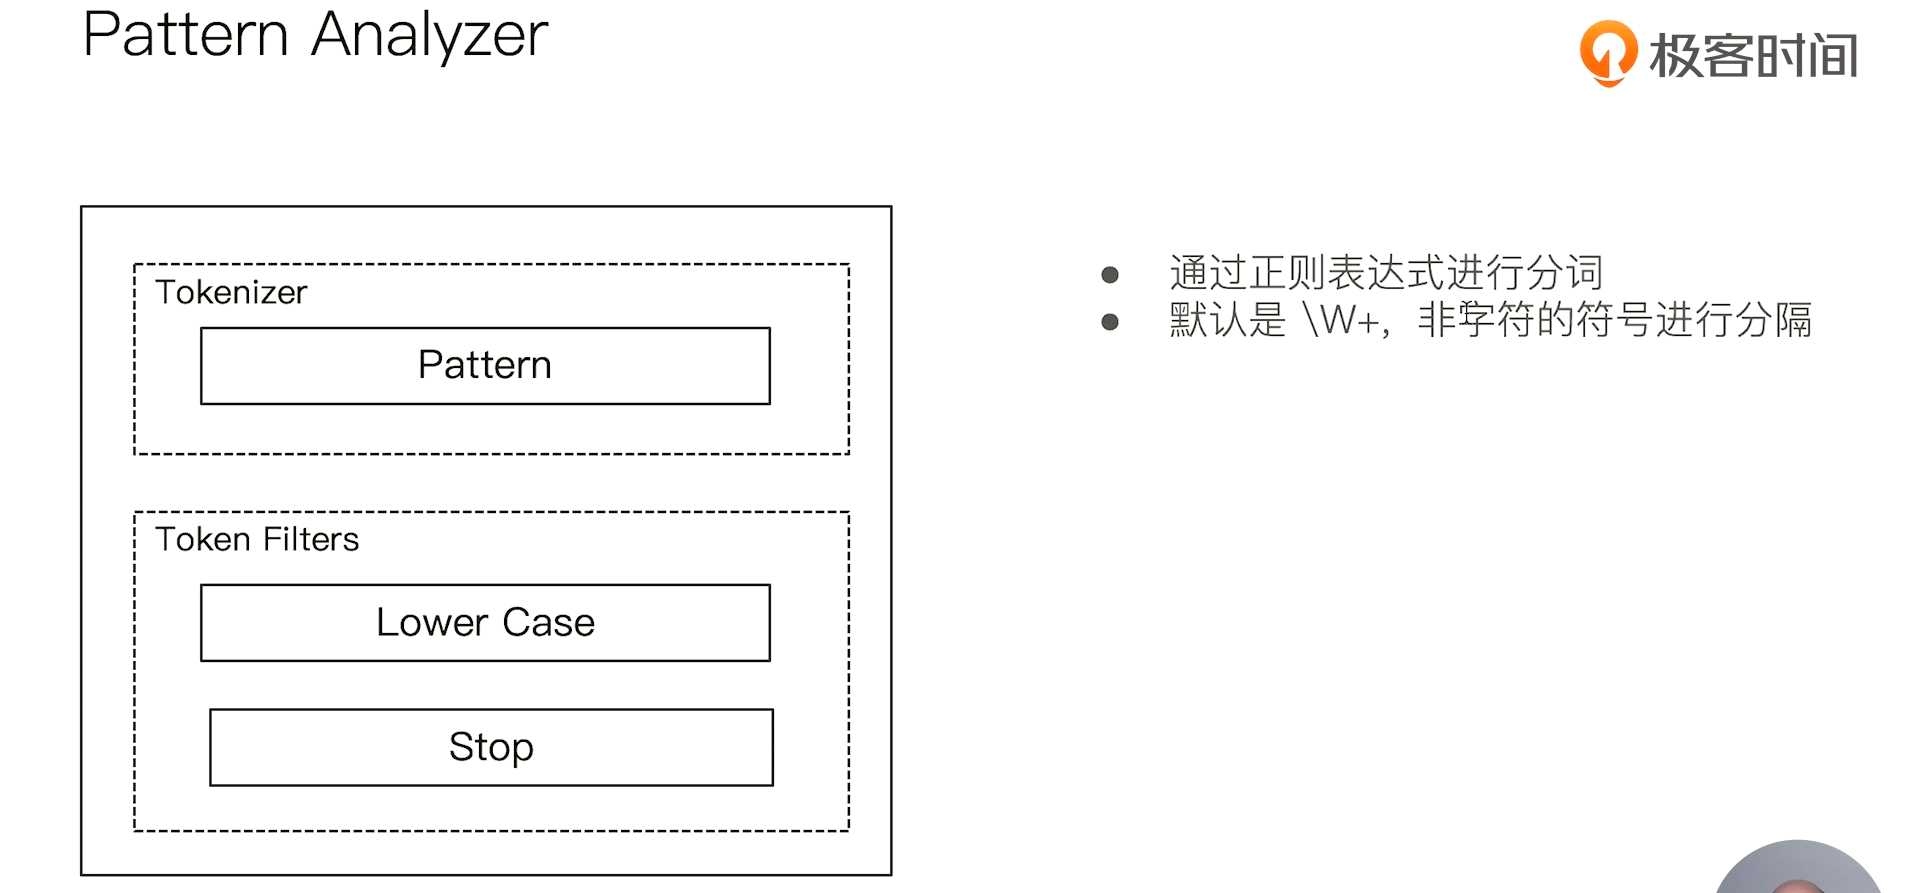 Pattern Analyzer
极客时间
Tokenizer
Pattern
Token Filters
Lower Case
Stop
通过正则表达式进行分词
默认是 \W+，非字符的符号进行分隔